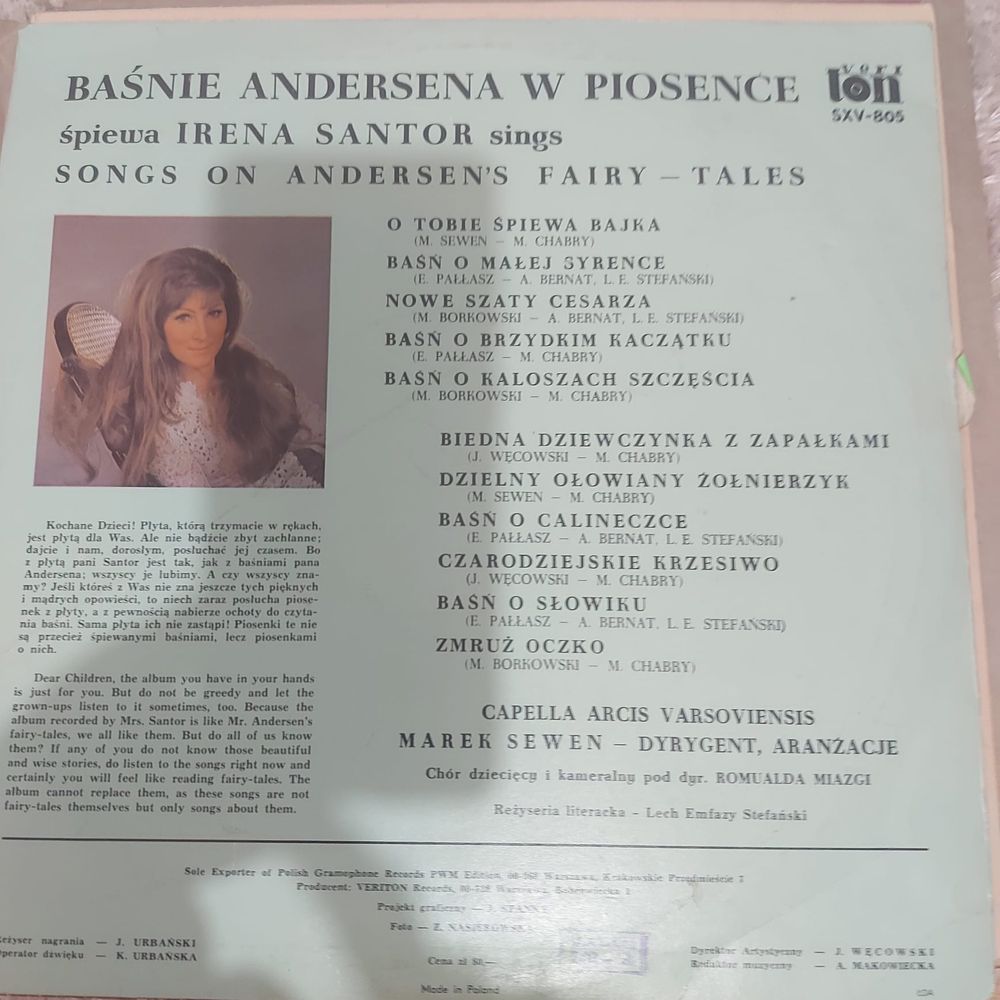 BAŚNIE ANDERSENA W PIOSENCE
ton
SXV-805
śpiewa IRENA SANTOR sings
SONGS ON ANDERSEN'S FAIRY – TALES
O TOBIE ŚPIEWA BAJKA
(M. SEWEN – M. CHABRY)
BAŚŃ O MAŁEJ SYRENCE
(E. PAŁŁASZ – A. BERNAT, L. E. STEFAŃSKI)
NOWE SZATY CESARZA
(M. BORKOWSKI – A. BERNAT, L. E. STEFAŃSKI)
BAŚŃ O BRZYDKIM KACZĄTKU
(E. PAŁŁASZ – M. CHABRY)
BAŚŃ O KALOSZACH SZCZĘŚCIA
(M. BORKOWSKI – M. CHABRY)
BIEDNA DZIEWCZYNKA Z ZAPAŁKAMI
(J. WĘCOWSKI – M. CHABRY)
DZIELNY OŁOWIANY ŻOŁNIERZYK
(M. SEWEN – M. CHABRY)
BAŚŃ O CALINECZCE
(E. PAŁŁASZ – A. BERNAT, L. E. STEFAŃSKI)
CZARODZIEJSKIE KRZESIWO
(J. WĘCOWSKI – M. CHABRY)
BAŚŃ O SŁOWIKU
(E. PAŁŁASZ – A. BERNAT, L. E. STEFAŃSKI)
ZMRUŻ OCZKO
(M. BORKOWSKI – M. CHABRY)
CAPELLA ARCIS VARSOVIENSIS
MAREK SEWEN – DYRYGENT, ARANŻACJE
Chór dziecięcy i kameralny pod dyr. ROMUALDA MIAZGI
Reżyseria literacka - Lech Emfazy Stefański
Kochane Dzieci! Płyta, którą trzymacie w rękach,
jest płytą dla Was. Ale nie bądźcie zbyt zachłanne;
dajcie i nam, dorosłym, posłuchać jej czasem. Bo
z płytą pani Santor jest tak, jak z baśniami pana
Andersena; wszyscy je lubimy. A czy wszyscy zna-
my? Jeśli któreś z Was nie zna jeszcze tych pięknych
i mądrych opowieści, to niech zaraz posłucha piose-
nek z płyty, a z pewnością nabierze ochoty do czyta-
nia baśni. Sama płyta ich nie zastąpi! Piosenki te nie
są przecież śpiewanymi baśniami, lecz piosenkami
o nich.
Dear Children, the album you have in your hands
is just for you. But do not be greedy and let the
grown-ups listen to it sometimes, too. Because the
album recorded by Mrs. Santor is like Mr. Andersen's
fairy-tales, we all like them. But do all of us know
them? If any of you do not know those beautiful
and wise stories, do listen to the songs right now and
certainly you will feel like reading fairy-tales. The
album cannot replace them, as these songs are not
fairy-tales themselves but only songs about them.
Sole Exporter of Polish Gramophone Records PWM Edition, Warszawa, Krakowskie Przedmieście 7
Producent: VERITON Records, Warszawa,
Projekt graficzny –
Foto –
eżyser nagrania — J. URBAŃSKI
Operator dźwięku — K. URBAŃSKA
Cena zł 80,—
Dyrektor Artystyczny — J. WĘCOWSKI
Redaktor muzyczny — A. MAKOWIECKA
Made in Poland